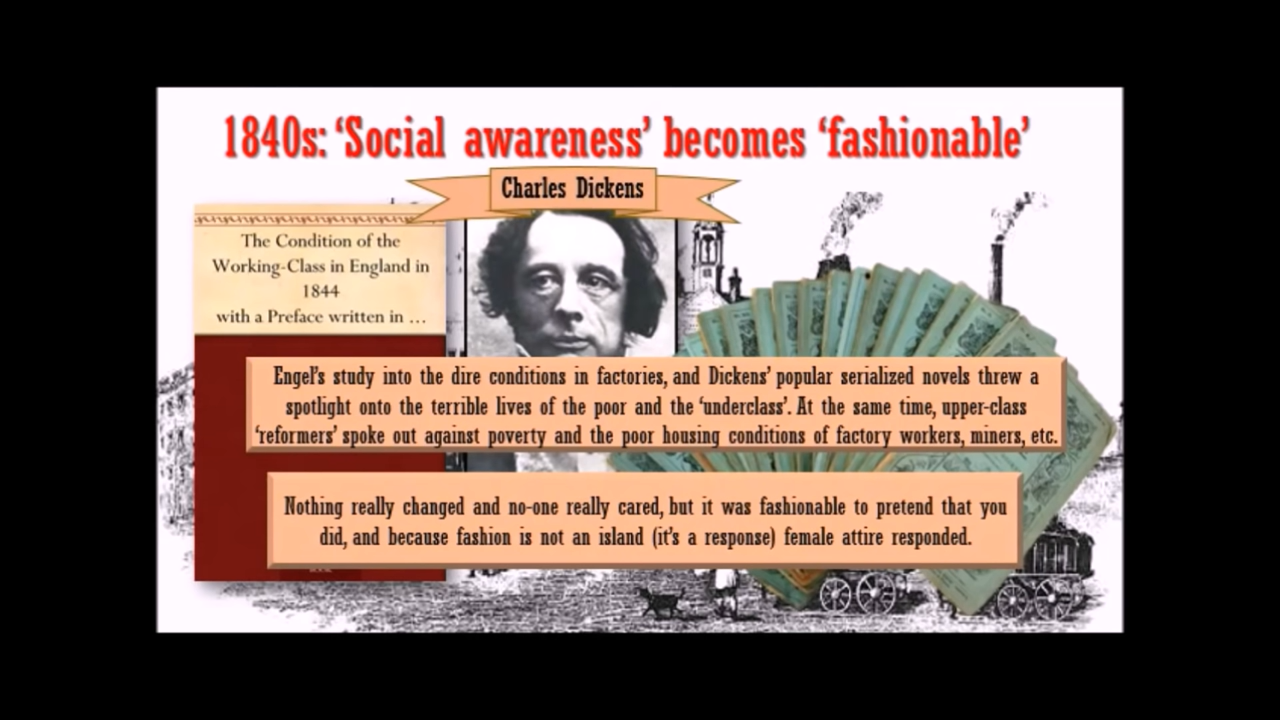 1840s: ‘Social awareness’ becomes ‘fashionable’
Charles Dickens
The Condition of the
Working-Class in England in
1844
with a Preface written in …
Engel’s study into the dire conditions in factories, and Dickens’ popular serialized novels threw a
spotlight onto the terrible lives of the poor and the ‘underclass’. At the same time, upper-class
‘reformers’ spoke out against poverty and the poor housing conditions of factory workers, miners, etc.
Nothing really changed and no-one really cared, but it was fashionable to pretend that you
did, and because fashion is not an island (it’s a response) female attire responded.